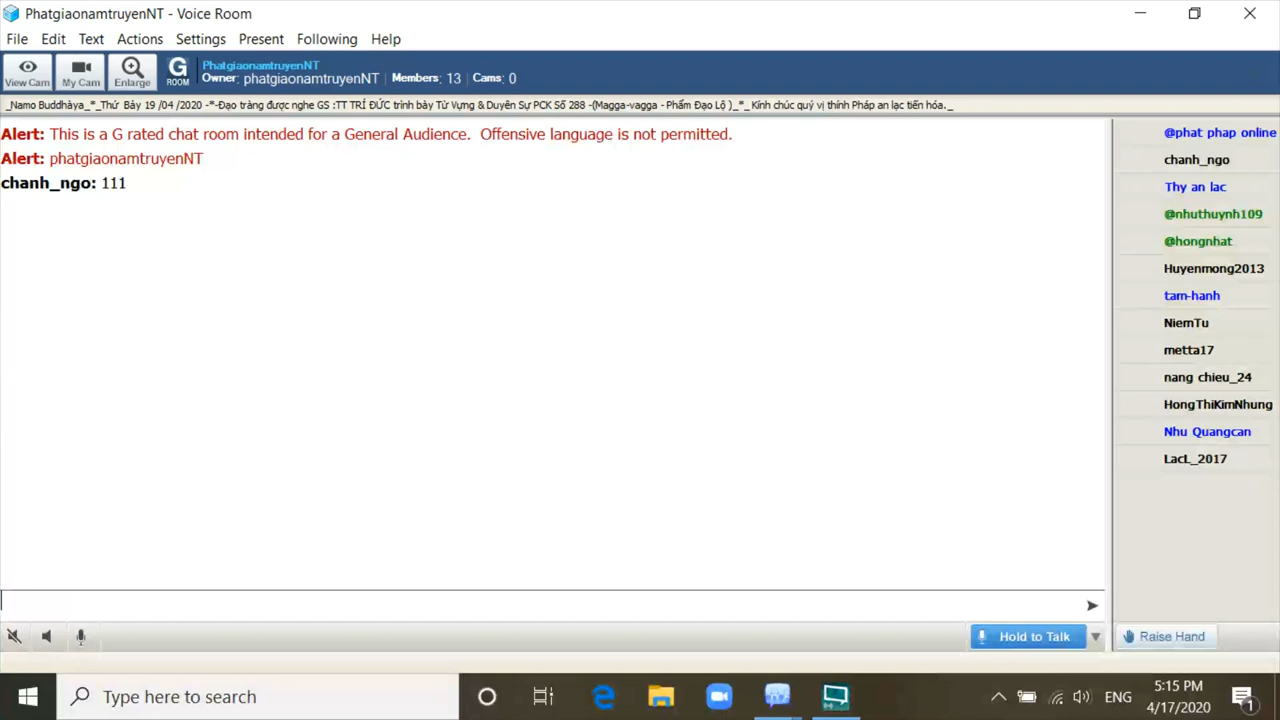 PhatgiaonamtruyenNT - Voice Room
File Edit Text Actions Settings Present Following Help
View Cam My Cam Enlarge G ROOM
PhatgiaonamtruyenNT
Owner: phatgiaonamtruyenNT Members: 13 Cams: 0
_Namo Buddhàya_*_Thứ Bảy 19 /04 /2020 -*-Đạo tràng được nghe GS :TT TRÍ ĐỨC trình bày Từ Vựng & Duyên Sự PCK Số 288 -(Magga-vagga - Phẩm Đạo Lộ )_*_ Kính chúc quý vị thính Pháp an lạc tiến hóa._
Alert: This is a G rated chat room intended for a General Audience. Offensive language is not permitted.
Alert: phatgiaonamtruyenNT
chanh_ngo: 111
@phat phap online
chanh_ngo
Thy an lac
@nhuthuynh109
@hongnhat
Huyenmong2013
tam-hanh
NiemTu
metta17
nang chieu_24
HongThiKimNhung
Nhu Quangcan
LacL_2017
Hold to Talk
Raise Hand
Type here to search
ENG
5:15 PM
4/17/2020
1